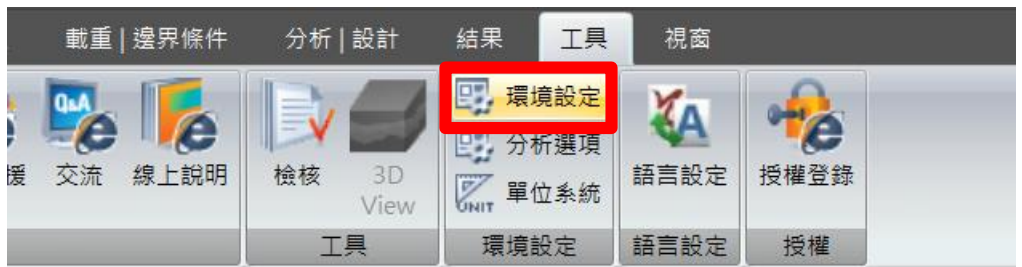 載重 | 邊界條件 分析 | 設計 結果 工具 視窗
Q&A
A
環境設定
分析選項
UNIT 單位系統
援 交流 線上說明 檢核 3D View 語言設定 授權登錄
工具 環境設定 語言設定 授權